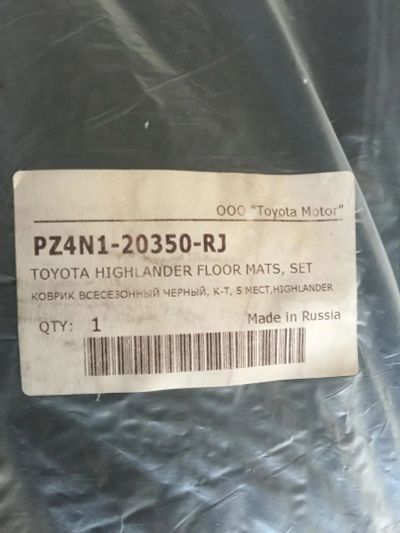 ООО "Toyota Motor"
PZ4N1-20350-RJ
TOYOTA HIGHLANDER FLOOR MATS, SET
КОВРИК ВСЕСЕЗОННЫЙ ЧЕРНЫЙ, К-Т, 5 МЕСТ,HIGHLANDER
QTY: 1 Made in Russia